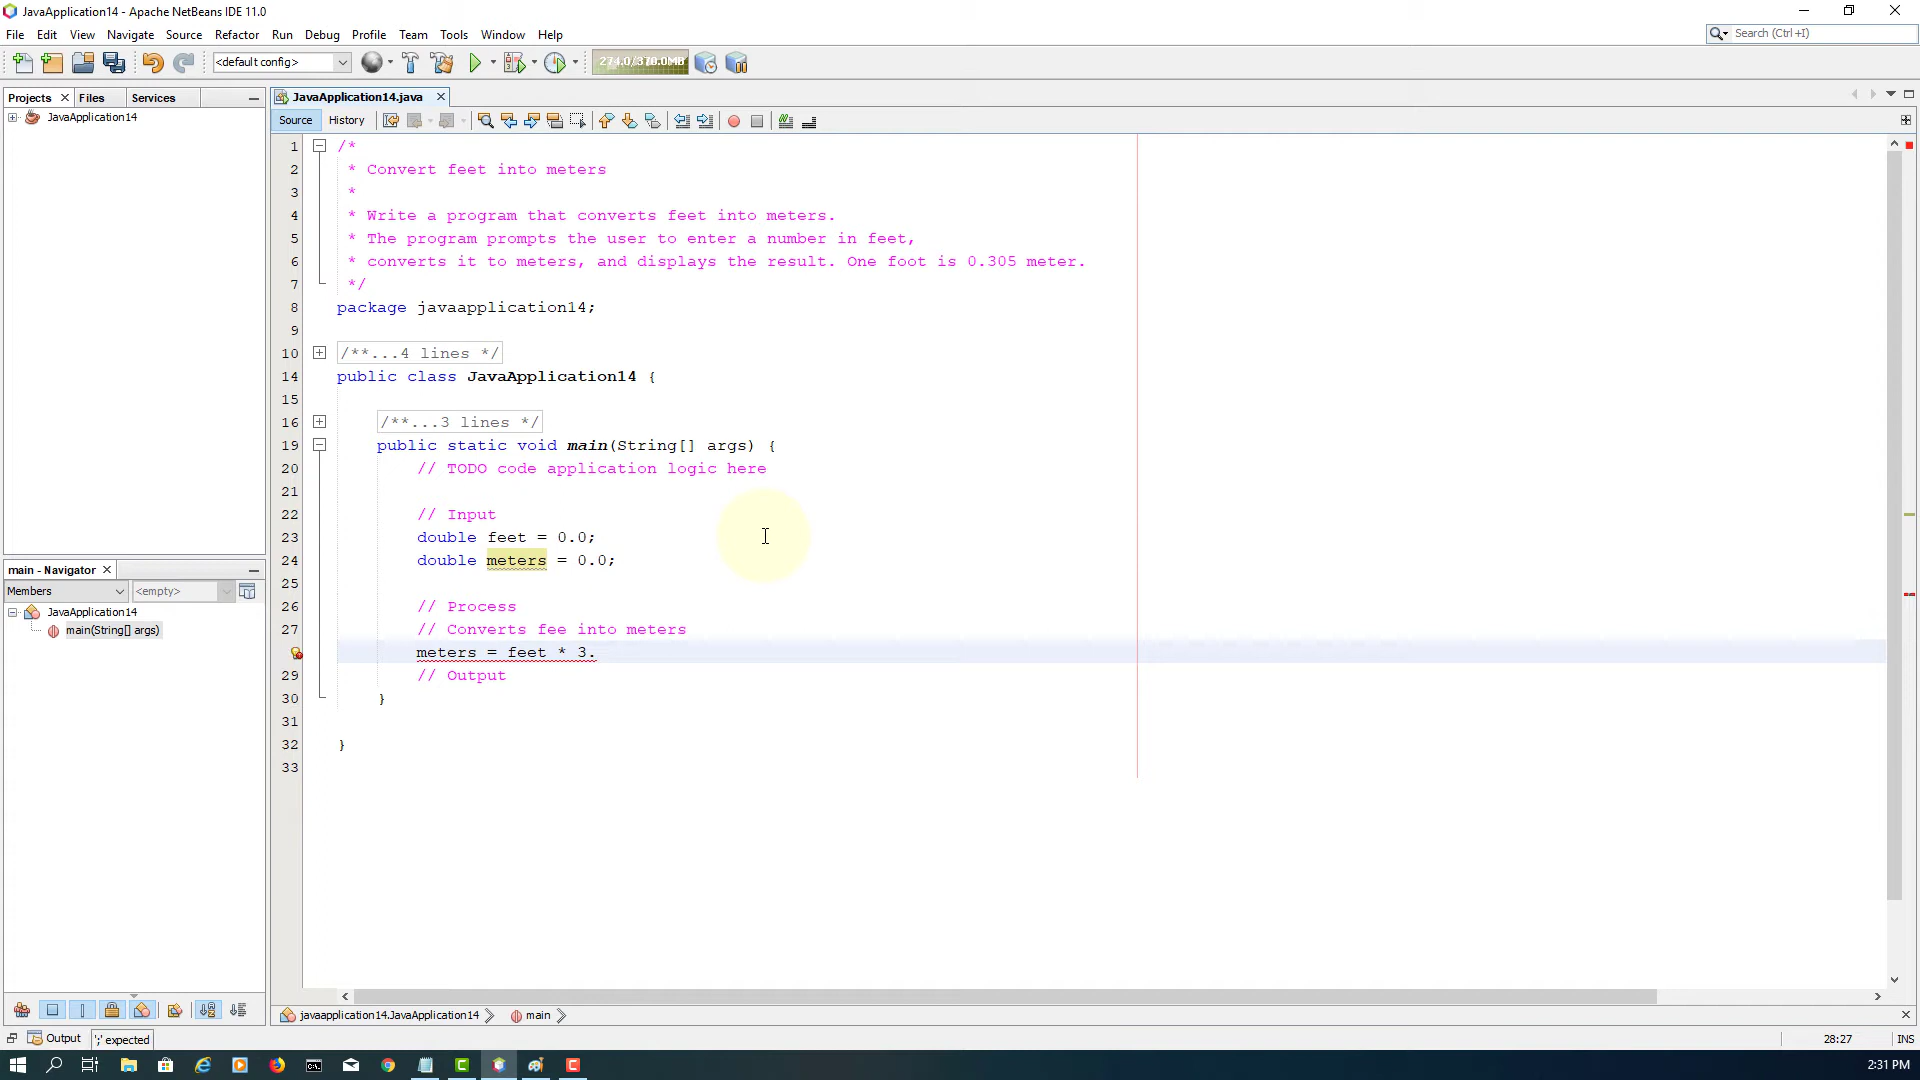 JavaApplication14 - Apache NetBeans IDE 11.0
File Edit View Navigate Source Refactor Run Debug Profile Team Tools Window Help
Search (Ctrl+I)
<default config>
274.0/370.0MB
Projects Files Services
JavaApplication14.java
JavaApplication14
Source History
1 /*
2 * Convert feet into meters
3 *
4 * Write a program that converts feet into meters.
5 * The program prompts the user to enter a number in feet,
6 * converts it to meters, and displays the result. One foot is 0.305 meter.
7 */
8 package javaapplication14;
9
10 /**...4 lines */
14 public class JavaApplication14 {
15
16 /**...3 lines */
19 public static void main(String[] args) {
20 // TODO code application logic here
21
22 // Input
23 double feet = 0.0;
24 double meters = 0.0;
25
26 // Process
27 // Converts fee into meters
meters = feet * 3.
29 // Output
30 }
31
32 }
33
main - Navigator
Members <empty>
JavaApplication14
main(String[] args)
javaapplication14.JavaApplication14 main
Output ';' expected
28:27 INS
2:31 PM